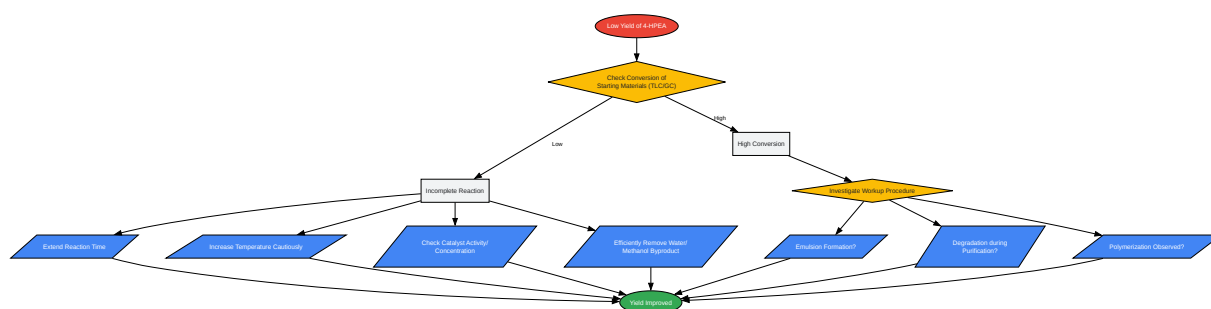 Low Yield of 4-HPEA
Check Conversion of
Starting Materials (TLC/GC)
High
Low
High Conversion
Incomplete Reaction
Investigate Workup Procedure
Extend Reaction Time
Increase Temperature Cautiously
Check Catalyst Activity/
Concentration
Efficiently Remove Water/
Methanol Byproduct
Emulsion Formation?
Degradation during
Purification?
Polymerization Observed?
Yield Improved